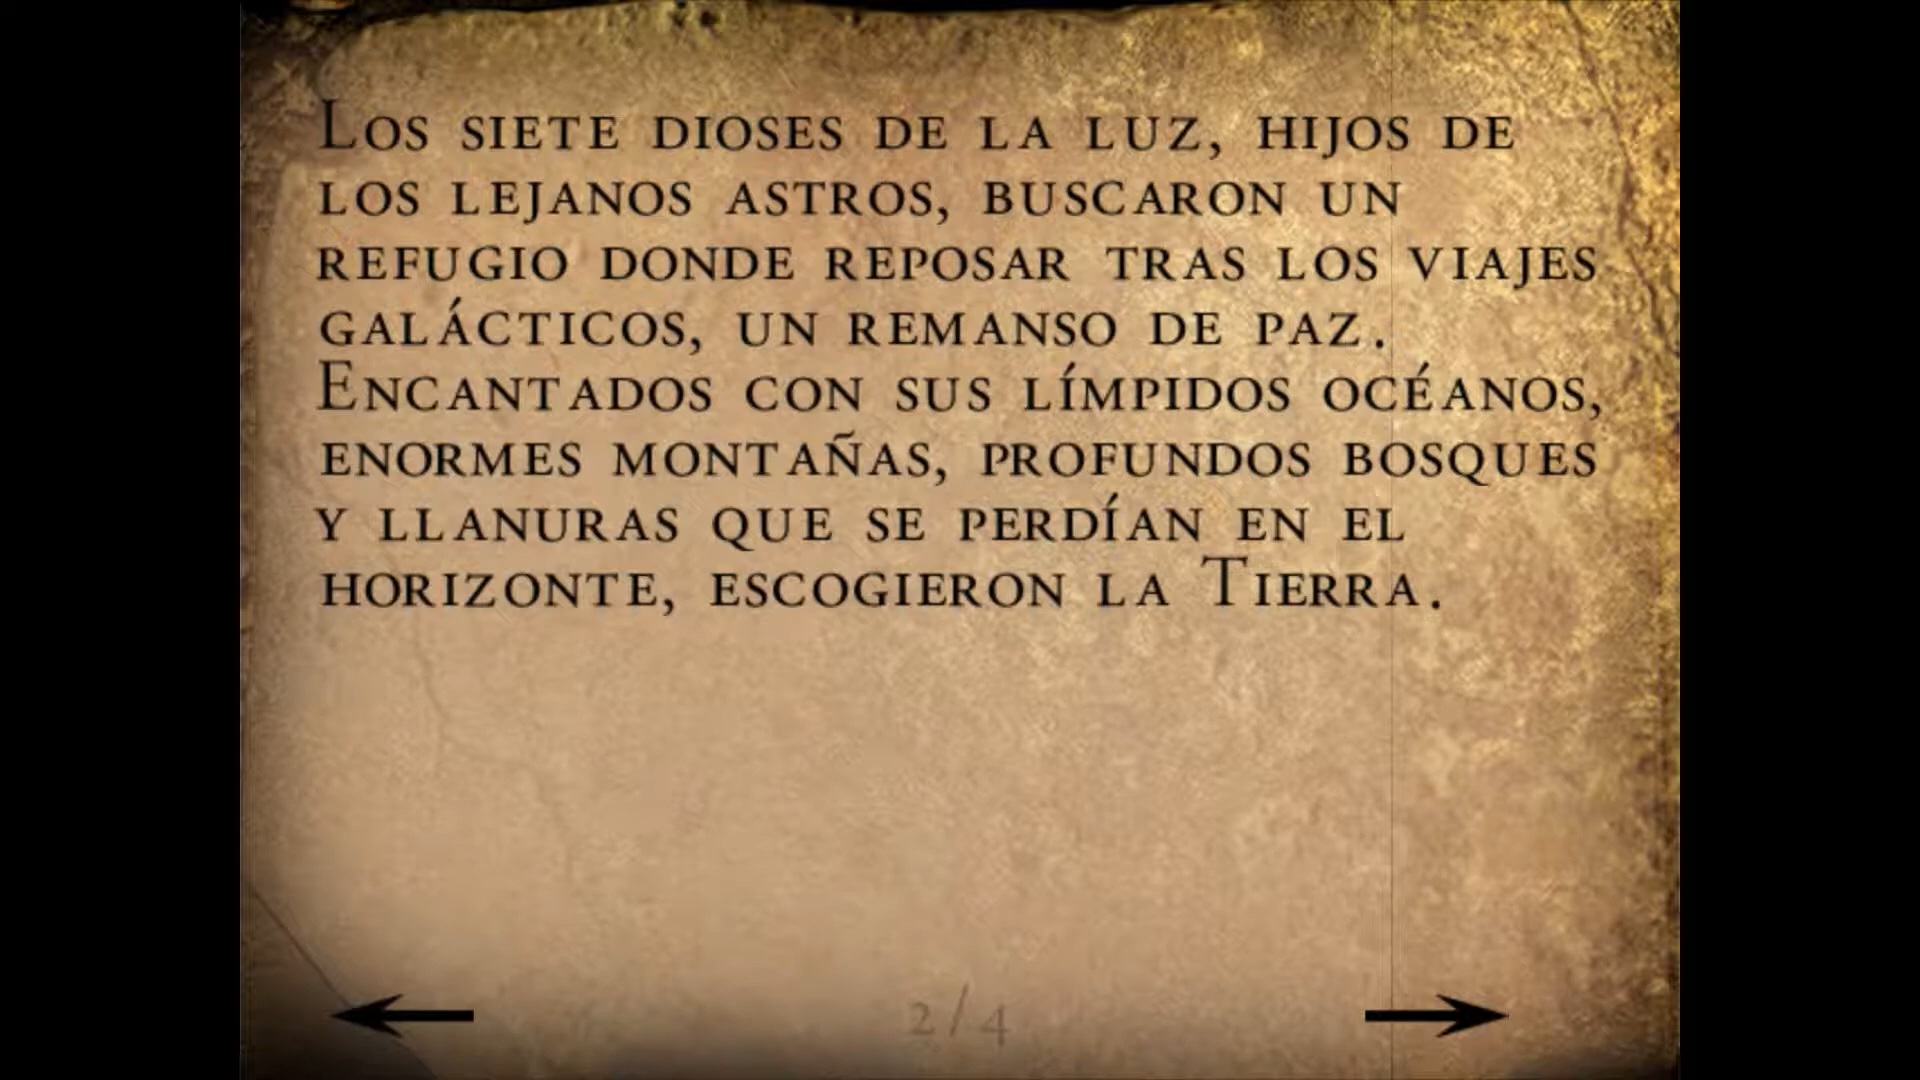 Los siete dioses de la luz, hijos de
los lejanos astros, buscaron un
refugio donde reposar tras los viajes
galácticos, un remanso de paz.
Encantados con sus límpidos océanos,
enormes montañas, profundos bosques
y llanuras que se perdían en el
horizonte, escogieron la Tierra.
2/4